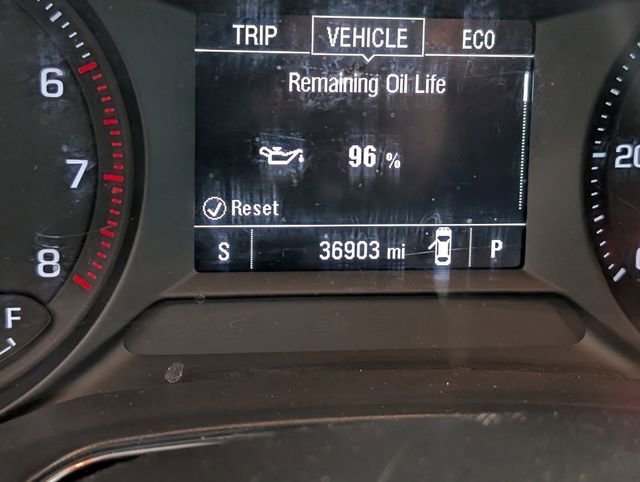 TRIP VEHICLE ECO
Remaining Oil Life
96 %
Reset
S 36903 mi P
6
7
8
F
20